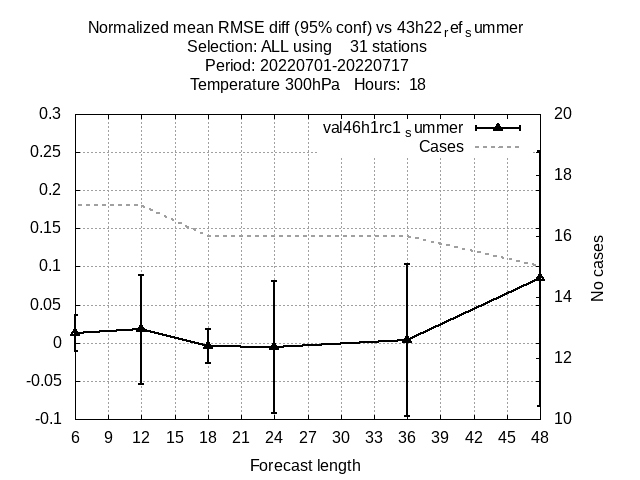 Normalized mean RMSE diff (95% conf) vs 43h22refsummer
Selection: ALL using 31 stations
Period: 20220701-20220717
Temperature 300hPa Hours: 18
val46h1rc1summer
Cases
0.3
0.25
0.2
0.15
0.1
0.05
0
-0.05
-0.1
20
18
16
14
12
10
No cases
6 9 12 15 18 21 24 27 30 33 36 39 42 45 48
Forecast length